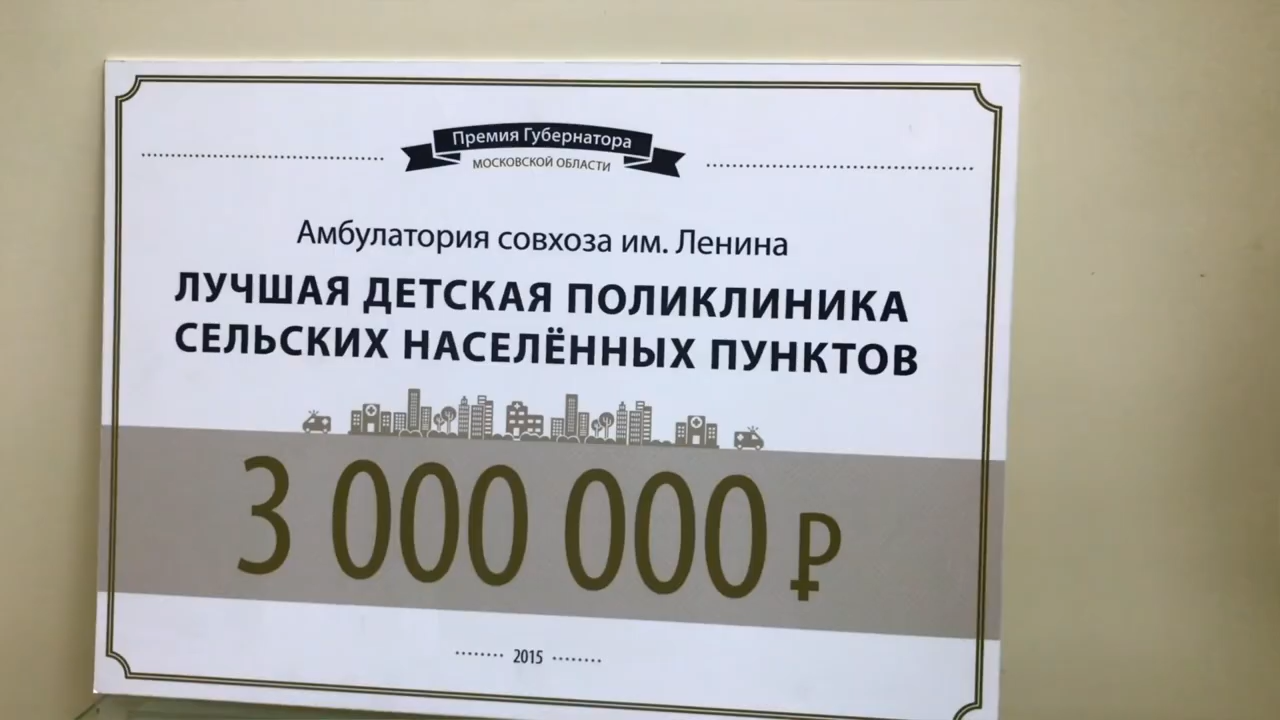 Премия Губернатора
МОСКОВСКОЙ ОБЛАСТИ
Амбулатория совхоза им. Ленина
ЛУЧШАЯ ДЕТСКАЯ ПОЛИКЛИНИКА
СЕЛЬСКИХ НАСЕЛЁННЫХ ПУНКТОВ
3 000 000 ₽
2015